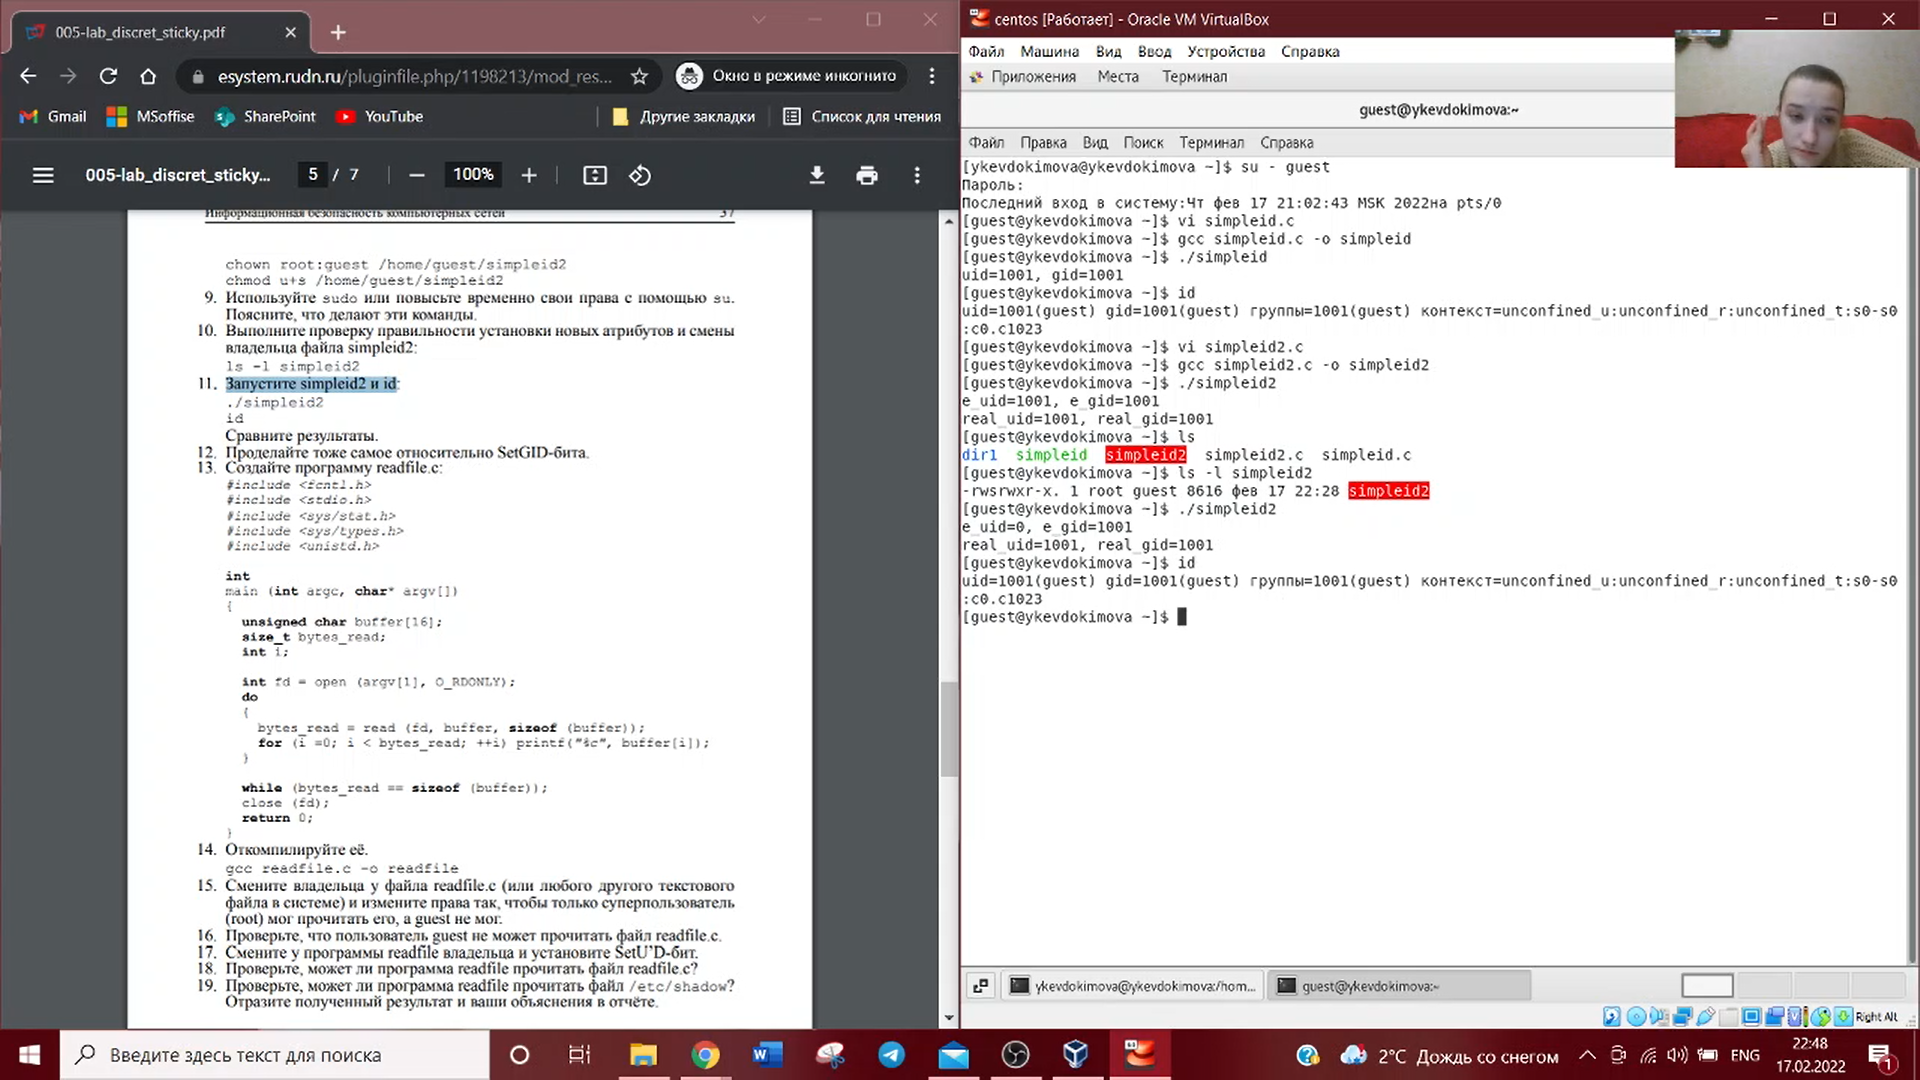 005-lab_discret_sticky.pdf
esystem.rudn.ru/pluginfile.php/1198213/mod_res...
Окно в режиме инкогнито
Gmail
MSoffise
SharePoint
YouTube
Другие закладки
Список для чтения
005-lab_discret_sticky...
5 / 7
100%
Информационная безопасность компьютерных сетей 37
chown root:guest /home/guest/simpleid2
chmod u+s /home/guest/simpleid2
9. Используйте sudo или повысьте временно свои права с помощью su.
Поясните, что делают эти команды.
10. Выполните проверку правильности установки новых атрибутов и смены
владельца файла simpleid2:
ls -l simpleid2
11. Запустите simpleid2 и id:
./simpleid2
id
Сравните результаты.
12. Проделайте тоже самое относительно SetGID-бита.
13. Создайте программу readfile.c:
#include <fcntl.h>
#include <stdio.h>
#include <sys/stat.h>
#include <sys/types.h>
#include <unistd.h>
int
main (int argc, char* argv[])
{
unsigned char buffer[16];
size_t bytes_read;
int i;
int fd = open (argv[1], O_RDONLY);
do
{
bytes_read = read (fd, buffer, sizeof (buffer));
for (i =0; i < bytes_read; ++i) printf("%c", buffer[i]);
}
while (bytes_read == sizeof (buffer));
close (fd);
return 0;
}
14. Откомпилируйте её.
gcc readfile.c -o readfile
15. Смените владельца у файла readfile.c (или любого другого текстового
файла в системе) и измените права так, чтобы только суперпользователь
(root) мог прочитать его, a guest не мог.
16. Проверьте, что пользователь guest не может прочитать файл readfile.c.
17. Смените у программы readfile владельца и установите SetU'D-бит.
18. Проверьте, может ли программа readfile прочитать файл readfile.c?
19. Проверьте, может ли программа readfile прочитать файл /etc/shadow?
Отразите полученный результат и ваши объяснения в отчёте.
centos [Работает] - Oracle VM VirtualBox
Файл Машина Вид Ввод Устройства Справка
Приложения Места Терминал
guest@ykevdokimova:~
Файл Правка Вид Поиск Терминал Справка
[ykevdokimova@ykevdokimova ~]$ su - guest
Пароль:
Последний вход в систему:Чт фев 17 21:02:43 MSK 2022на pts/0
[guest@ykevdokimova ~]$ vi simpleid.c
[guest@ykevdokimova ~]$ gcc simpleid.c -o simpleid
[guest@ykevdokimova ~]$ ./simpleid
uid=1001, gid=1001
[guest@ykevdokimova ~]$ id
uid=1001(guest) gid=1001(guest) группы=1001(guest) контекст=unconfined_u:unconfined_r:unconfined_t:s0-s0
:c0.c1023
[guest@ykevdokimova ~]$ vi simpleid2.c
[guest@ykevdokimova ~]$ gcc simpleid2.c -o simpleid2
[guest@ykevdokimova ~]$ ./simpleid2
e_uid=1001, e_gid=1001
real_uid=1001, real_gid=1001
[guest@ykevdokimova ~]$ ls
dir1 simpleid simpleid2 simpleid2.c simpleid.c
[guest@ykevdokimova ~]$ ls -l simpleid2
-rwsrwxr-x. 1 root guest 8616 фев 17 22:28 simpleid2
[guest@ykevdokimova ~]$ ./simpleid2
e_uid=0, e_gid=1001
real_uid=1001, real_gid=1001
[guest@ykevdokimova ~]$ id
uid=1001(guest) gid=1001(guest) группы=1001(guest) контекст=unconfined_u:unconfined_r:unconfined_t:s0-s0
:c0.c1023
[guest@ykevdokimova ~]$
ykevdokimova@ykevdokimova:/hom...
guest@ykevdokimova:~
Right Alt
Введите здесь текст для поиска
2°C Дождь со снегом
ENG
22:48
17.02.2022
1